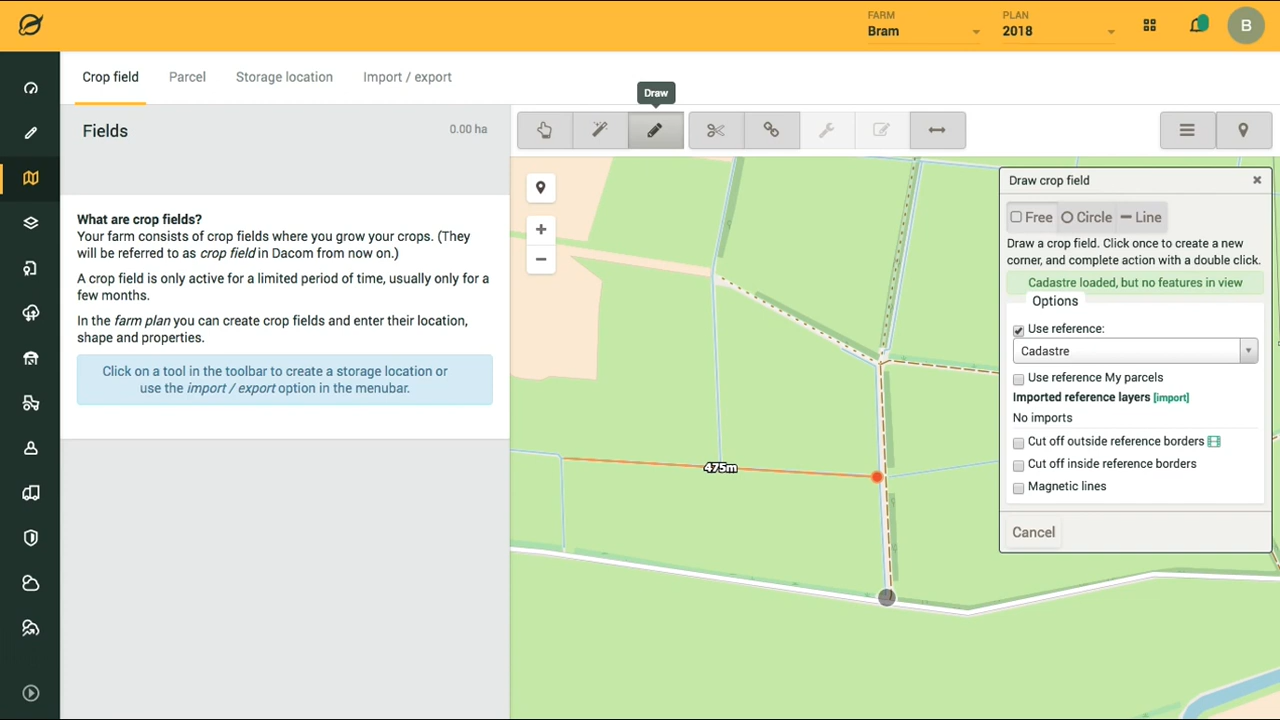 FARM
Bram
PLAN
2018
B
Crop field
Parcel
Storage location
Import / export
Draw
Fields
0.00 ha
What are crop fields?
Your farm consists of crop fields where you grow your crops. (They
will be referred to as crop field in Dacom from now on.)
A crop field is only active for a limited period of time, usually only for a
few months.
In the farm plan you can create crop fields and enter their location,
shape and properties.
Click on a tool in the toolbar to create a storage location or
use the import / export option in the menubar.
475m
Draw crop field
Free
Circle
Line
Draw a crop field. Click once to create a new
corner, and complete action with a double click.
Cadastre loaded, but no features in view
Options
Use reference:
Cadastre
Use reference My parcels
Imported reference layers [import]
No imports
Cut off outside reference borders
Cut off inside reference borders
Magnetic lines
Cancel